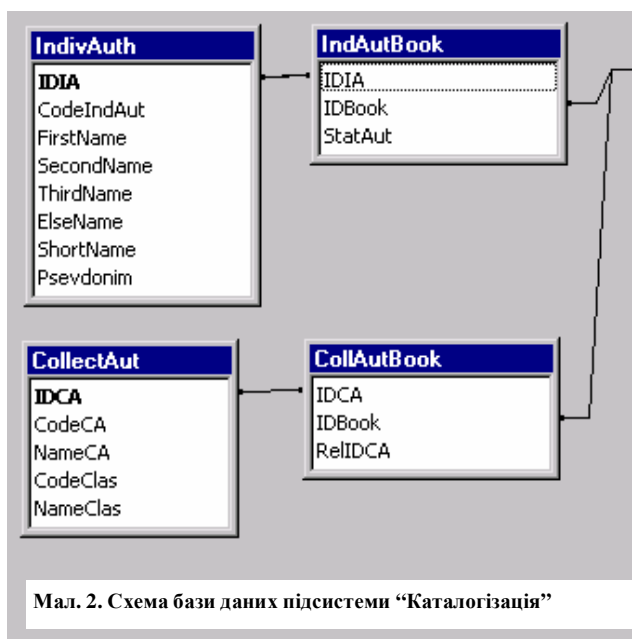 IndivAuth
IDIA
CodeIndAut
FirstName
SecondName
ThirdName
ElseName
ShortName
Psevdonim
IndAutBook
IDIA
IDBook
StatAut
CollectAut
IDCA
CodeCA
NameCA
CodeClas
NameClas
CollAutBook
IDCA
IDBook
RelIDCA
Мал. 2. Схема бази даних підсистеми “Каталогізація”